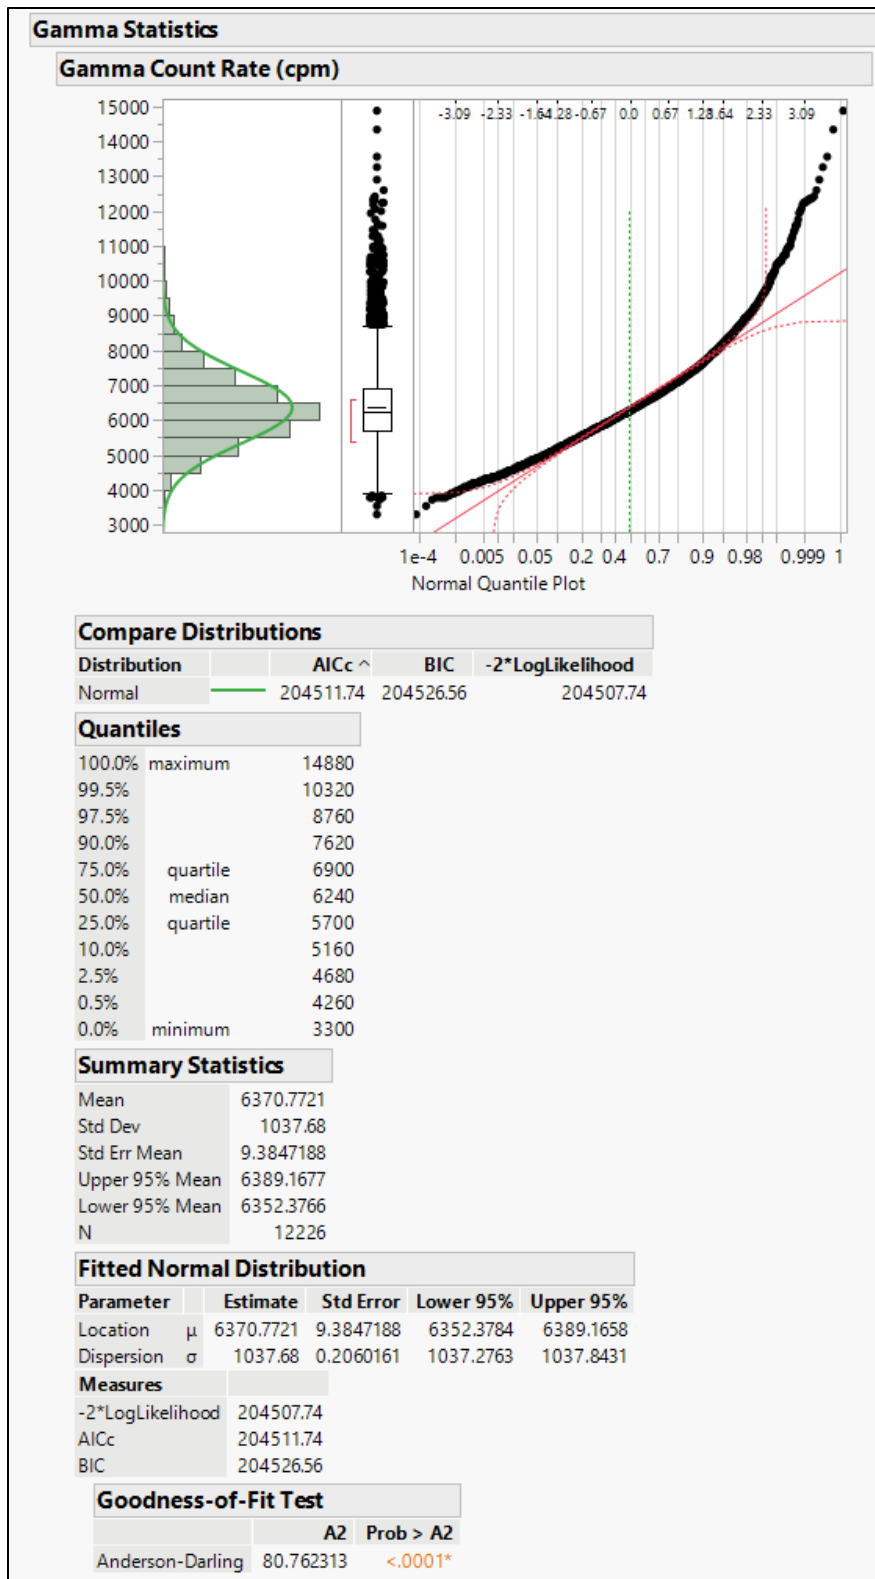 Gamma Statistics
Gamma Count Rate (cpm)
15000
14000
13000
12000
11000
10000
9000
8000
7000
6000
5000
4000
3000
-3.09 -2.33 -1.64 -1.28 -0.67 0.0 0.67 1.28 1.64 2.33 3.09
1e-4 0.005 0.05 0.2 0.4 0.7 0.9 0.98 0.999 1
Normal Quantile Plot
Compare Distributions
Distribution AICc ^ BIC -2*LogLikelihood
Normal 204511.74 204526.56 204507.74
Quantiles
100.0% maximum 14880
99.5% 10320
97.5% 8760
90.0% 7620
75.0% quartile 6900
50.0% median 6240
25.0% quartile 5700
10.0% 5160
2.5% 4680
0.5% 4260
0.0% minimum 3300
Summary Statistics
Mean 6370.7721
Std Dev 1037.68
Std Err Mean 9.3847188
Upper 95% Mean 6389.1677
Lower 95% Mean 6352.3766
N 12226
Fitted Normal Distribution
Parameter Estimate Std Error Lower 95% Upper 95%
Location μ 6370.7721 9.3847188 6352.3784 6389.1658
Dispersion σ 1037.68 0.2060161 1037.2763 1037.8431
Measures
-2*LogLikelihood 204507.74
AICc 204511.74
BIC 204526.56
Goodness-of-Fit Test
A2 Prob > A2
Anderson-Darling 80.762313 <.0001*